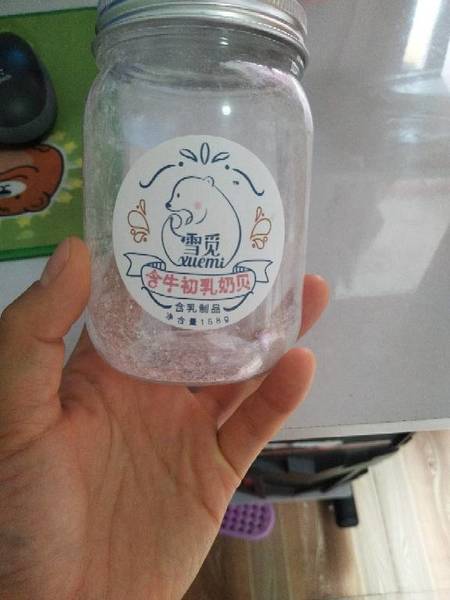 雪觅
xuemi
含牛初乳奶贝
含乳制品
净含量158g